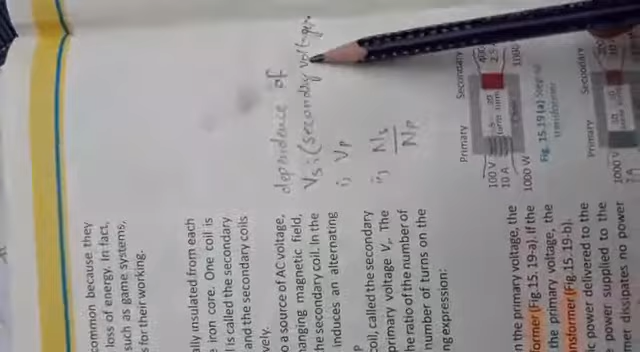 common because they
loss of energy. In fact,
such as game systems,
s for their working.
ally insulated from each
e iron core. One coil is
l is called the secondary
and the secondary coils
vely.
o a source of AC voltage,
hanging magnetic field,
the secondary coil. In the
induces an alternating
P
coil, called the secondary
primary voltage Vₚ. The
the ratio of the number of
number of turns on the
ng expression:
dependence of
Vs:(secondary voltage).
i, VP
ii, Ns
NP
n the primary voltage, the
ormer (Fig.15.19-a). If the
the primary voltage, the
nsformer (Fig.15.19-b).
ic power delivered to the
e power supplied to the
mer dissipates no power
Primary Secondary
100 V
10 A
1000 W
Fig. 15.19 (a) Step up
transformer
Primary Secondary
1000 V